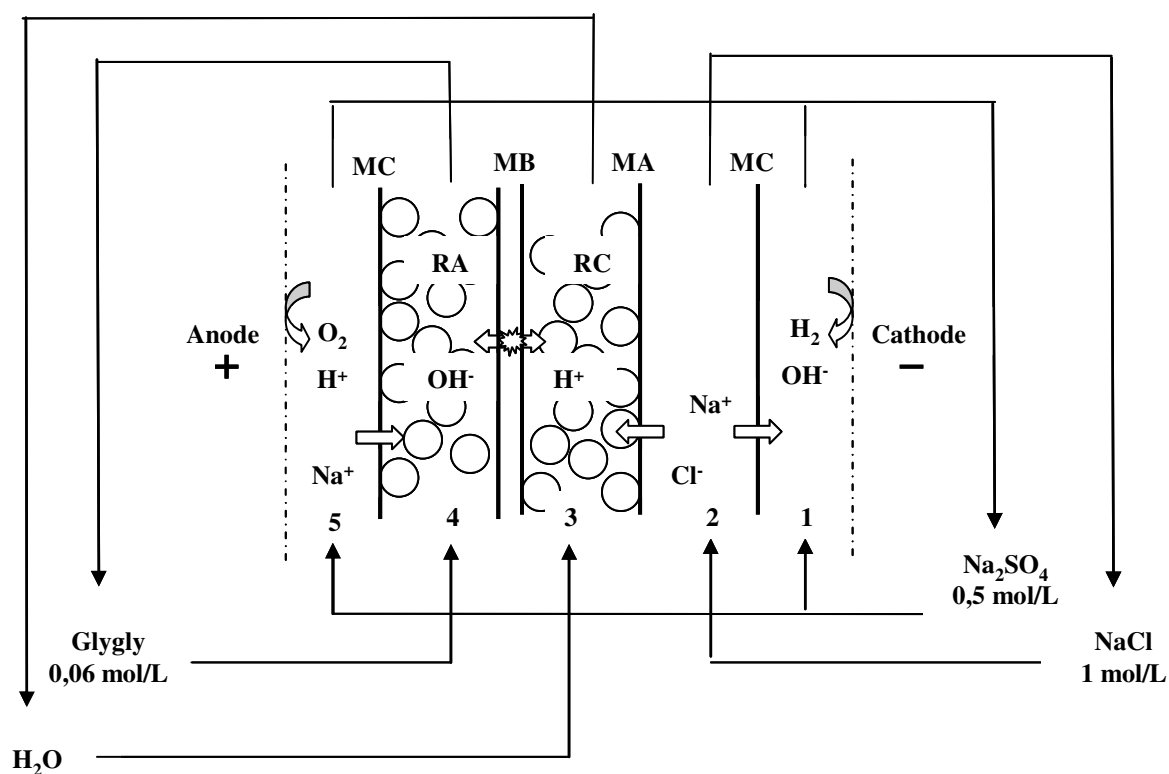 MC
MB
MA
MC
RA
RC
Anode
+
O₂
H⁺
OH⁻
H⁺
Na⁺
H₂
OH⁻
Cathode
−
Na⁺
Cl⁻
5
4
3
2
1
Na₂SO₄
0,5 mol/L
Glygly
0,06 mol/L
NaCl
1 mol/L
H₂O